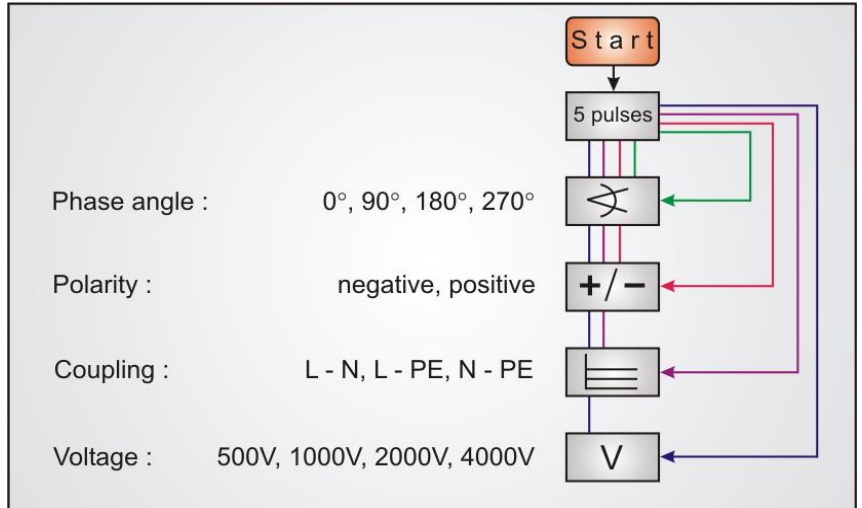 Start
5 pulses
Phase angle : 0°, 90°, 180°, 270°
Polarity : negative, positive
+/−
Coupling : L - N, L - PE, N - PE
Voltage : 500V, 1000V, 2000V, 4000V
V